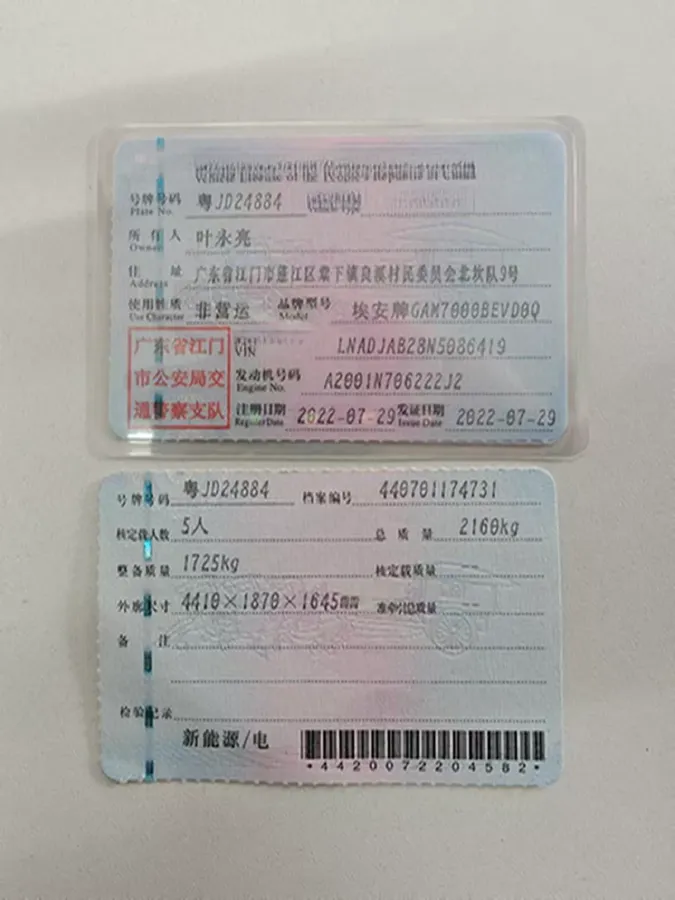 号牌号码 粤JD24884
Plate No.
所有人 叶永亮
Owner
住址 广东省江门市蓬江区棠下镇良溪村民委员会北坎队9号
Address
使用性质 非营运 品牌型号 埃安牌GAM7000BEVD0Q
Use Character Model
广东省江门 VIN LNADJAB28N5086419
市公安局交 发动机号码 A2001N706222J2
Engine No.
通警察支队 注册日期 2022-07-29 发证日期 2022-07-29
Register Date Issue Date
号牌号码 粤JD24884 档案编号 440701174731
核定载人数 5人 总质量 2160kg
整备质量 1725kg 核定载质量 --
外廓尺寸 4410×1870×1645 准牵引总质量 --
备注
检验记录
新能源/电
*4420072204582*